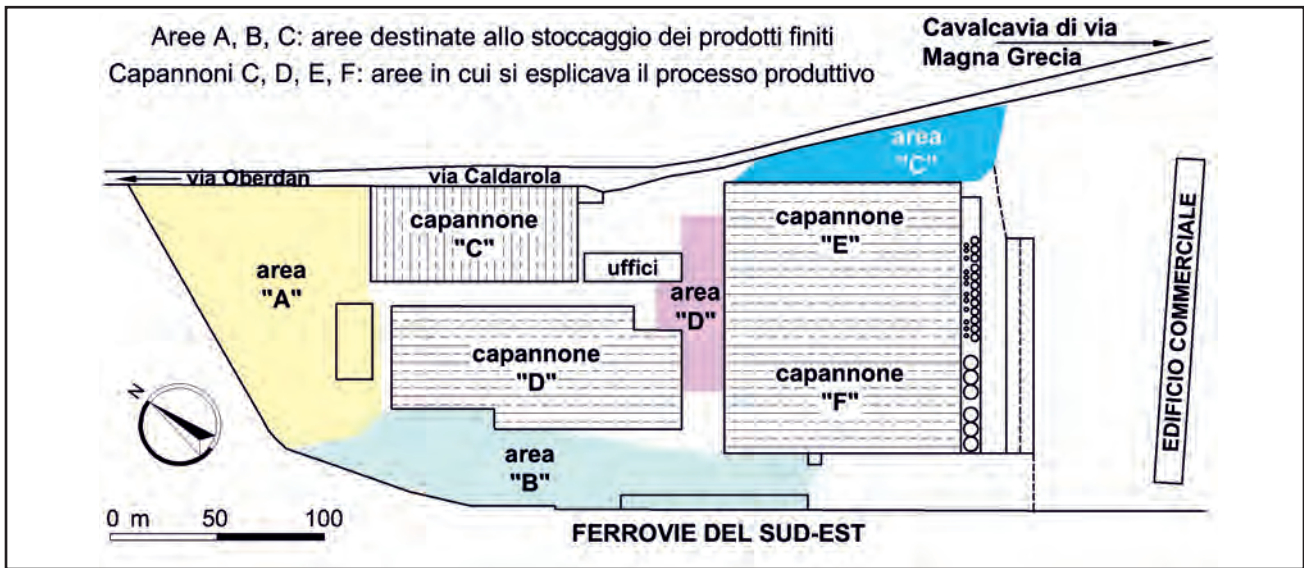 Aree A, B, C: aree destinate allo stoccaggio dei prodotti finiti
Capannoni C, D, E, F: aree in cui si esplicava il processo produttivo
Cavalcavia di via
Magna Grecia
via Oberdan
via Caldarola
area
"C"
capannone
"C"
capannone
"E"
area
"A"
uffici
area
"D"
capannone
"D"
capannone
"F"
EDIFICIO COMMERCIALE
N
area
"B"
0 m 50 100
FERROVIE DEL SUD-EST